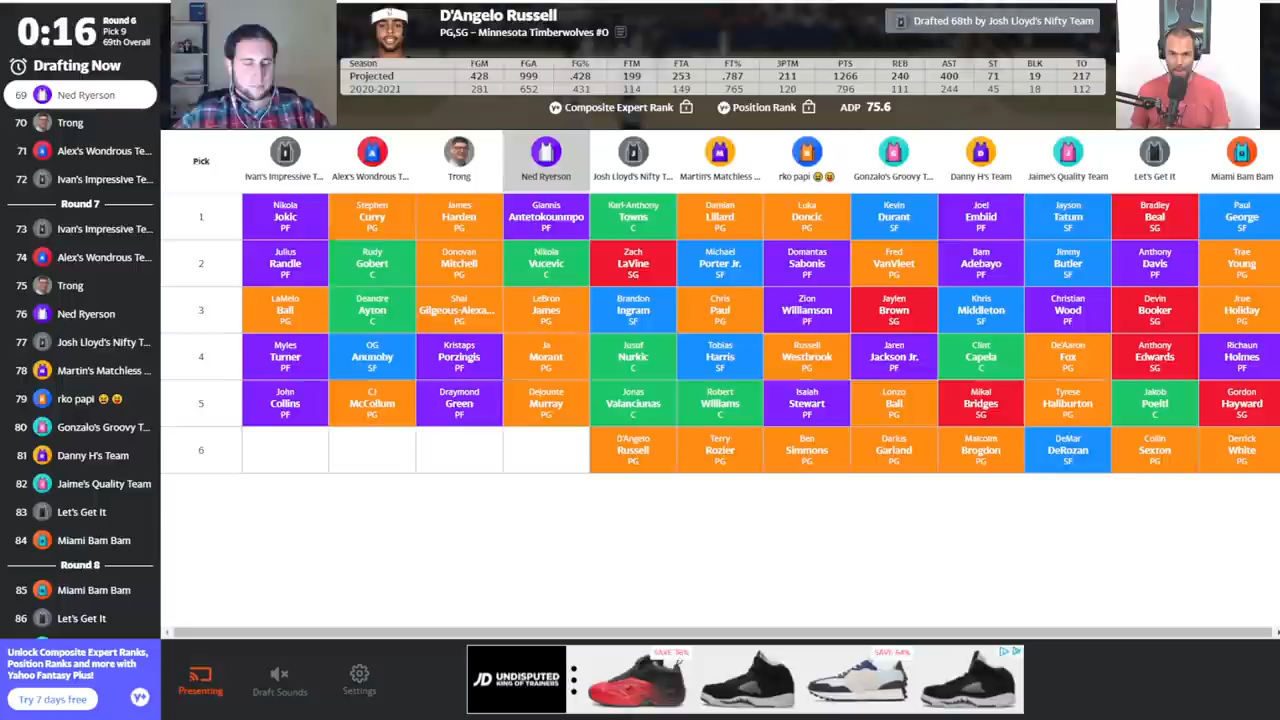 0:16
Round 6
Pick 9
69th Overall
Drafting Now
69 Ned Ryerson
70 Trong
71 Alex's Wondrous Te...
72 Ivan's Impressive Te...
Round 7
73 Ivan's Impressive Te...
74 Alex's Wondrous Te...
75 Trong
76 Ned Ryerson
77 Josh Lloyd's Nifty T...
78 Martin's Matchless ...
79 rko papi 😂😝
80 Gonzalo's Groovy T...
81 Danny H's Team
82 Jaime's Quality Team
83 Let's Get It
84 Miami Bam Bam
Round 8
85 Miami Bam Bam
86 Let's Get It
Unlock Composite Expert Ranks,
Position Ranks and more with
Yahoo Fantasy Plus!
Try 7 days free
y+
D'Angelo Russell
PG,SG – Minnesota Timberwolves #0
Drafted 68th by Josh Lloyd's Nifty Team
Season FGM FGA FG% FTM FTA FT% 3PTM PTS REB AST ST BLK TO
Projected 428 999 .428 199 253 .787 211 1266 240 400 71 19 217
2020-2021 281 652 .431 114 149 .765 120 796 111 244 45 18 112
y+ Composite Expert Rank y+ Position Rank ADP 75.6
Pick Ivan's Impressive T... Alex's Wondrous T... Trong Ned Ryerson Josh Lloyd's Nifty T... Martin's Matchless ... rko papi 😂😝 Gonzalo's Groovy T... Danny H's Team Jaime's Quality Team Let's Get It Miami Bam Bam
1
Nikola Stephen James Giannis Karl-Anthony Damian Luka Kevin Joel Jayson Bradley Paul
Jokic Curry Harden Antetokounmpo Towns Lillard Doncic Durant Embiid Tatum Beal George
PF PG PG PF C PG PG SF PF SF SG SF
2
Julius Rudy Donovan Nikola Zach Michael Domantas Fred Bam Jimmy Anthony Trae
Randle Gobert Mitchell Vucevic LaVine Porter Jr. Sabonis VanVleet Adebayo Butler Davis Young
PF C PG C SG SF PF PG PF SF PF PG
3
LaMelo Deandre Shai LeBron Brandon Chris Zion Jaylen Khris Christian Devin Jrue
Ball Ayton Gilgeous-Alexa... James Ingram Paul Williamson Brown Middleton Wood Booker Holiday
PG C PG PG SF PG PF SG SF PF SG PG
4
Myles OG Kristaps Ja Jusuf Tobias Russell Jaren Clint De'Aaron Anthony Richaun
Turner Anunoby Porzingis Morant Nurkic Harris Westbrook Jackson Jr. Capela Fox Edwards Holmes
PF SF PF PG C SF PG PF C PG SG PF
5
John CJ Draymond Dejounte Jonas Robert Isaiah Lonzo Mikal Tyrese Jakob Gordon
Collins McCollum Green Murray Valanciunas Williams Stewart Ball Bridges Haliburton Poeltl Hayward
PF PG PF PG C C PF PG SG PG C SG
6
D'Angelo Terry Ben Darius Malcolm DeMar Collin Derrick
Russell Rozier Simmons Garland Brogdon DeRozan Sexton White
PG PG PG PG PG SF PG PG
Presenting
Draft Sounds
Settings
JD UNDISPUTED
KING OF TRAINERS
SAVE 64%